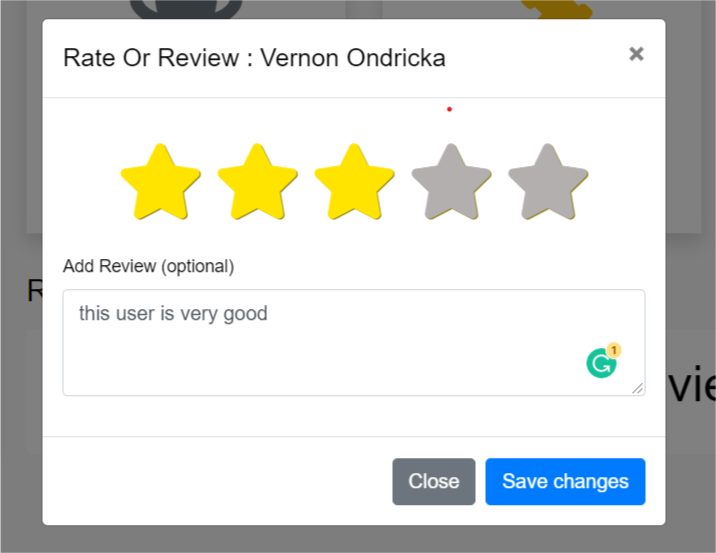 Rate Or Review : Vernon Ondricka
×
Add Review (optional)
R
this user is very good
1
vie
Close
Save changes